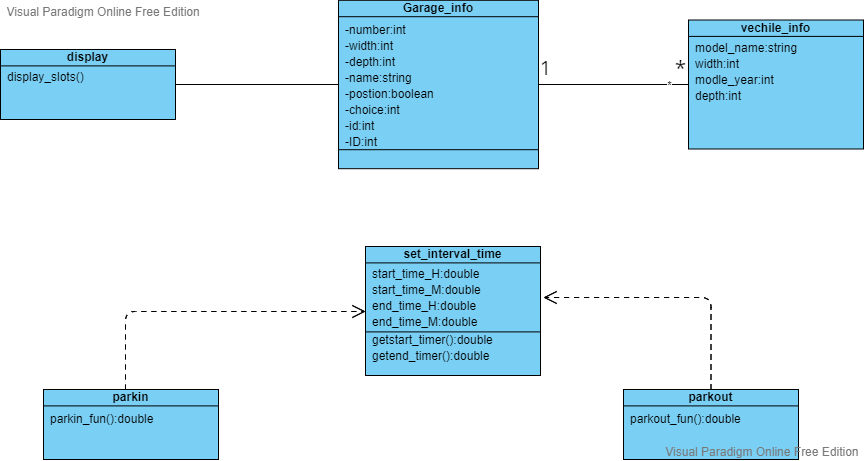 Visual Paradigm Online Free Edition
Garage_info
-number:int
-width:int
-depth:int
-name:string
-postion:boolean
-choice:int
-id:int
-ID:int
display
display_slots()
1
*
*
vechile_info
model_name:string
width:int
modle_year:int
depth:int
set_interval_time
start_time_H:double
start_time_M:double
end_time_H:double
end_time_M:double
getstart_timer():double
getend_timer():double
parkin
parkin_fun():double
parkout
parkout_fun():double
Visual Paradigm Online Free Edition